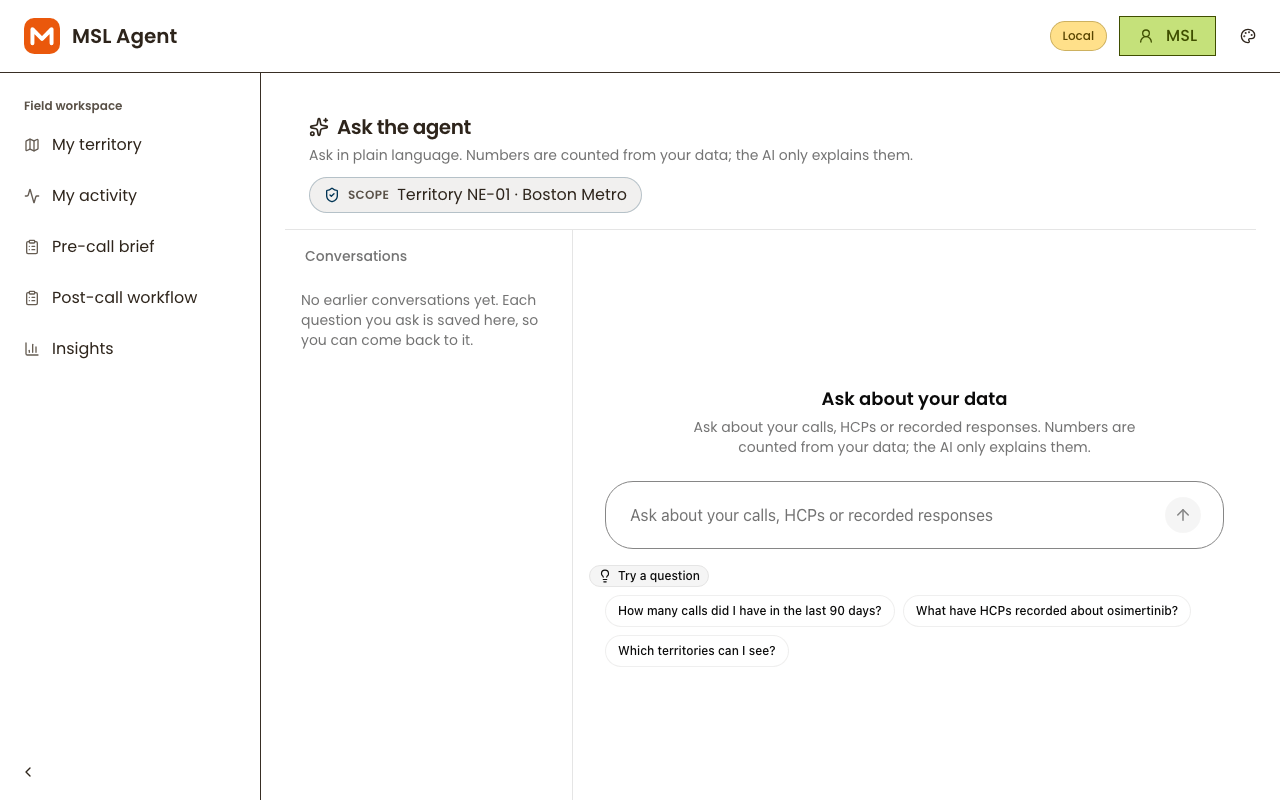 MSL Agent
Local
MSL
Field workspace
My territory
My activity
Pre-call brief
Post-call workflow
Insights
Ask the agent
Ask in plain language. Numbers are counted from your data; the AI only explains them.
SCOPE Territory NE-01 · Boston Metro
Conversations
No earlier conversations yet. Each
question you ask is saved here, so
you can come back to it.
Ask about your data
Ask about your calls, HCPs or recorded responses. Numbers are
counted from your data; the AI only explains them.
Ask about your calls, HCPs or recorded responses
Try a question
How many calls did I have in the last 90 days?
What have HCPs recorded about osimertinib?
Which territories can I see?